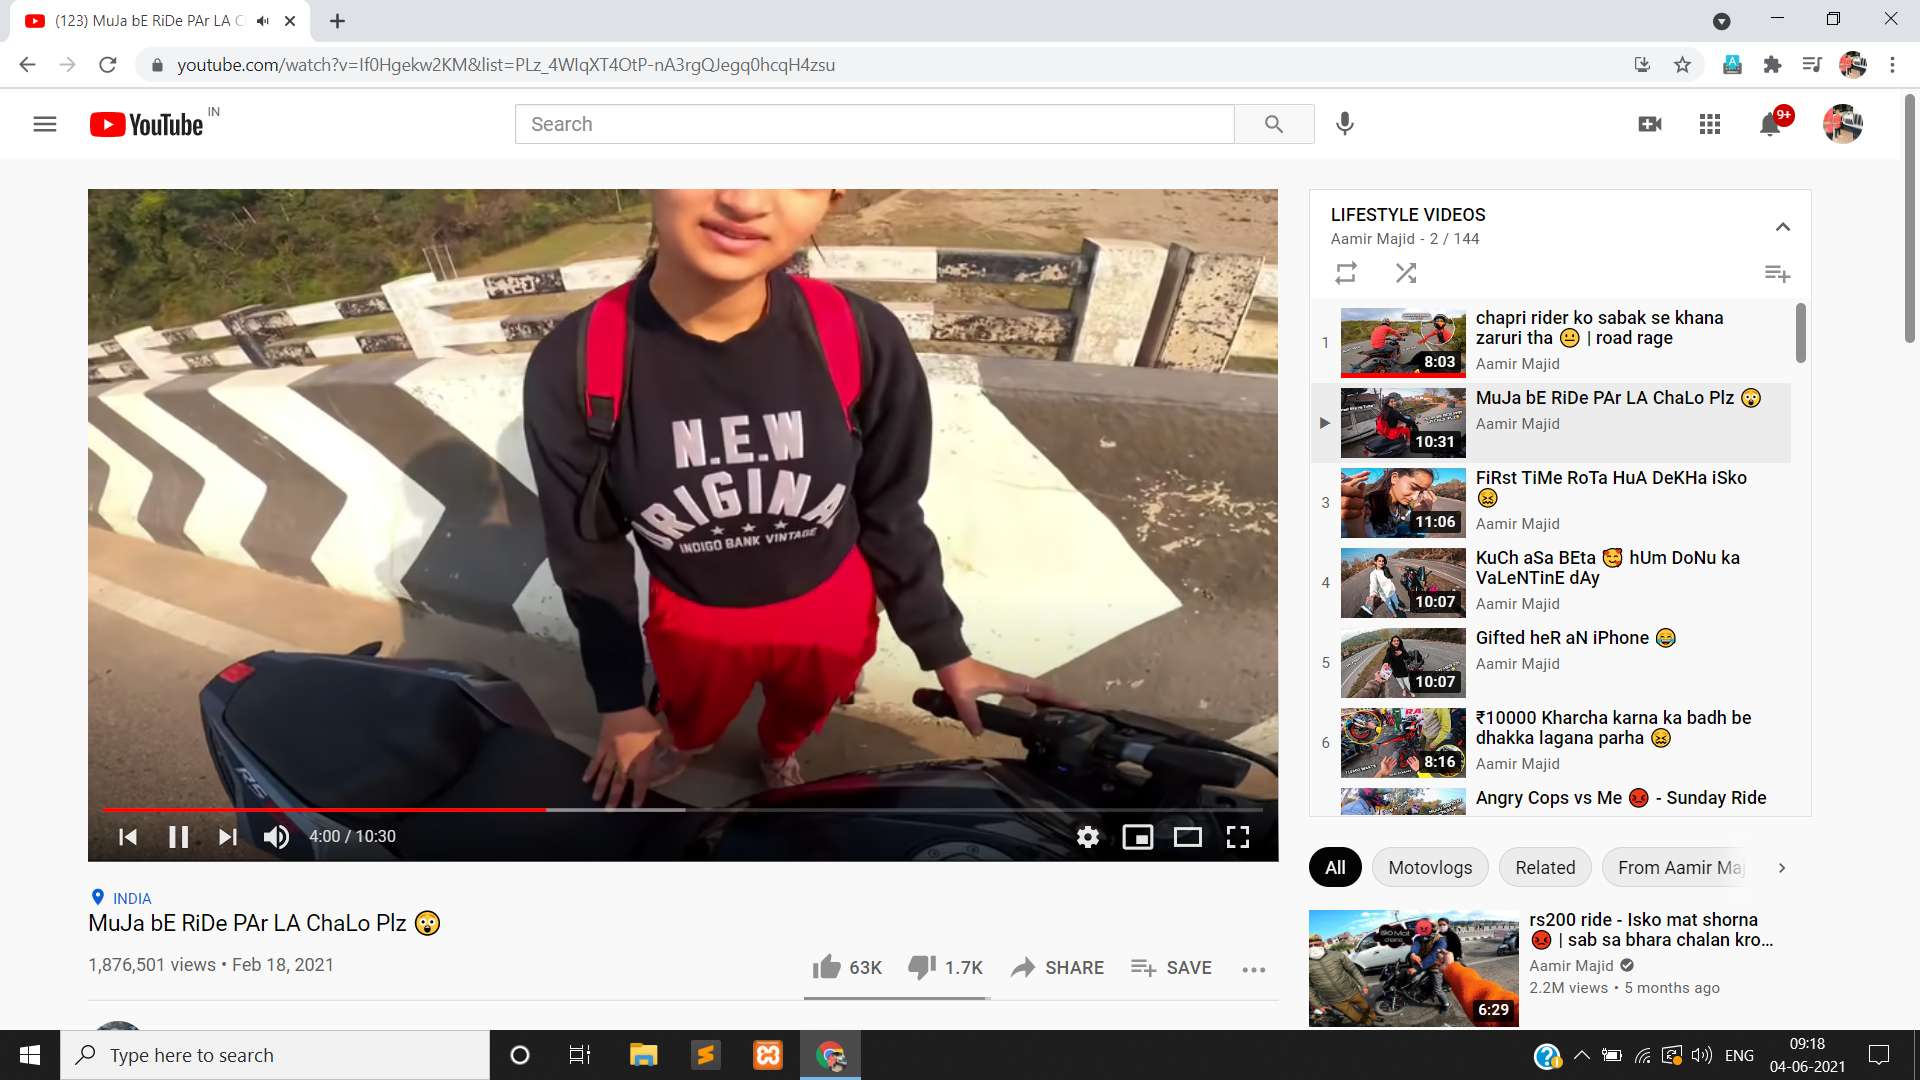 (123) MuJa bE RiDe PAr LA C
youtube.com/watch?v=If0Hgekw2KM&list=PLz_4WIqXT4OtP-nA3rgQJegq0hcqH4zsu
YouTube IN
Search
9+
N.E.W
ORIGINA
INDIGO BANK VINTAGE
RS
4:00 / 10:30
LIFESTYLE VIDEOS
Aamir Majid - 2 / 144
1
8:03
chapri rider ko sabak se khana
zaruri tha 😐 | road rage
Aamir Majid
10:31
MuJa bE RiDe PAr LA ChaLo Plz 😲
Aamir Majid
3
11:06
FiRst TiMe RoTa HuA DeKHa iSko
😖
Aamir Majid
4
10:07
KuCh aSa BEta 🥰 hUm DoNu ka
VaLeNTinE dAy
Aamir Majid
5
10:07
Gifted heR aN iPhone 😂
Aamir Majid
6
8:16
₹10000 Kharcha karna ka badh be
dhakka lagana parha 😖
Aamir Majid
Angry Cops vs Me 😡 - Sunday Ride
All
Motovlogs
Related
From Aamir Maj
INDIA
MuJa bE RiDe PAr LA ChaLo Plz 😲
1,876,501 views • Feb 18, 2021
63K
1.7K
SHARE
SAVE
6:29
rs200 ride - Isko mat shorna
😡 | sab sa bhara chalan kro...
Aamir Majid
2.2M views • 5 months ago
Type here to search
ENG
09:18
04-06-2021